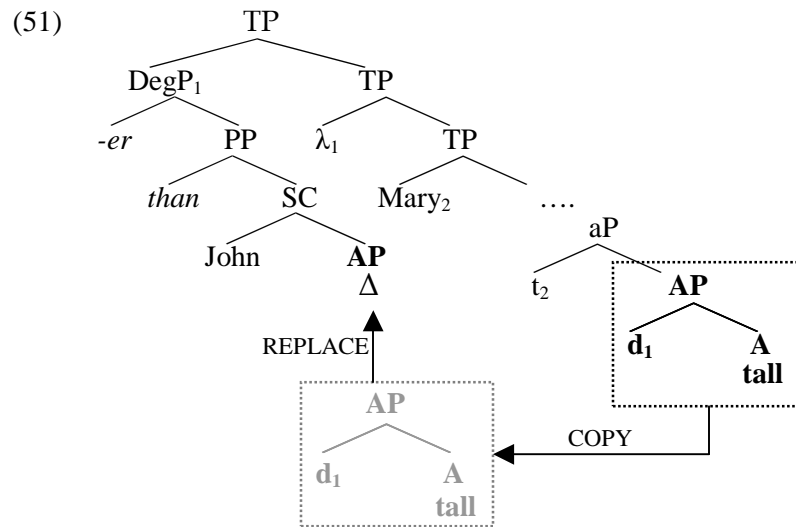 (51) TP
DegP₁ TP
-er PP λ₁ TP
than SC Mary₂ ….
John AP t₂ aP
Δ AP
REPLACE d₁ A
tall
AP COPY
d₁ A
tall